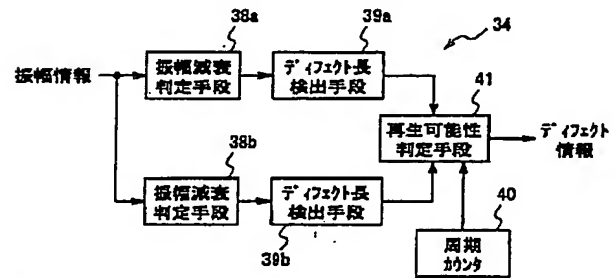 38a
39a
34
振幅情報
振幅減衰
判定手段
ディフェクト長
検出手段
41
再生可能性
判定手段
ディフェクト
情報
38b
振幅減衰
判定手段
ディフェクト長
検出手段
39b
40
周期
カウンタ